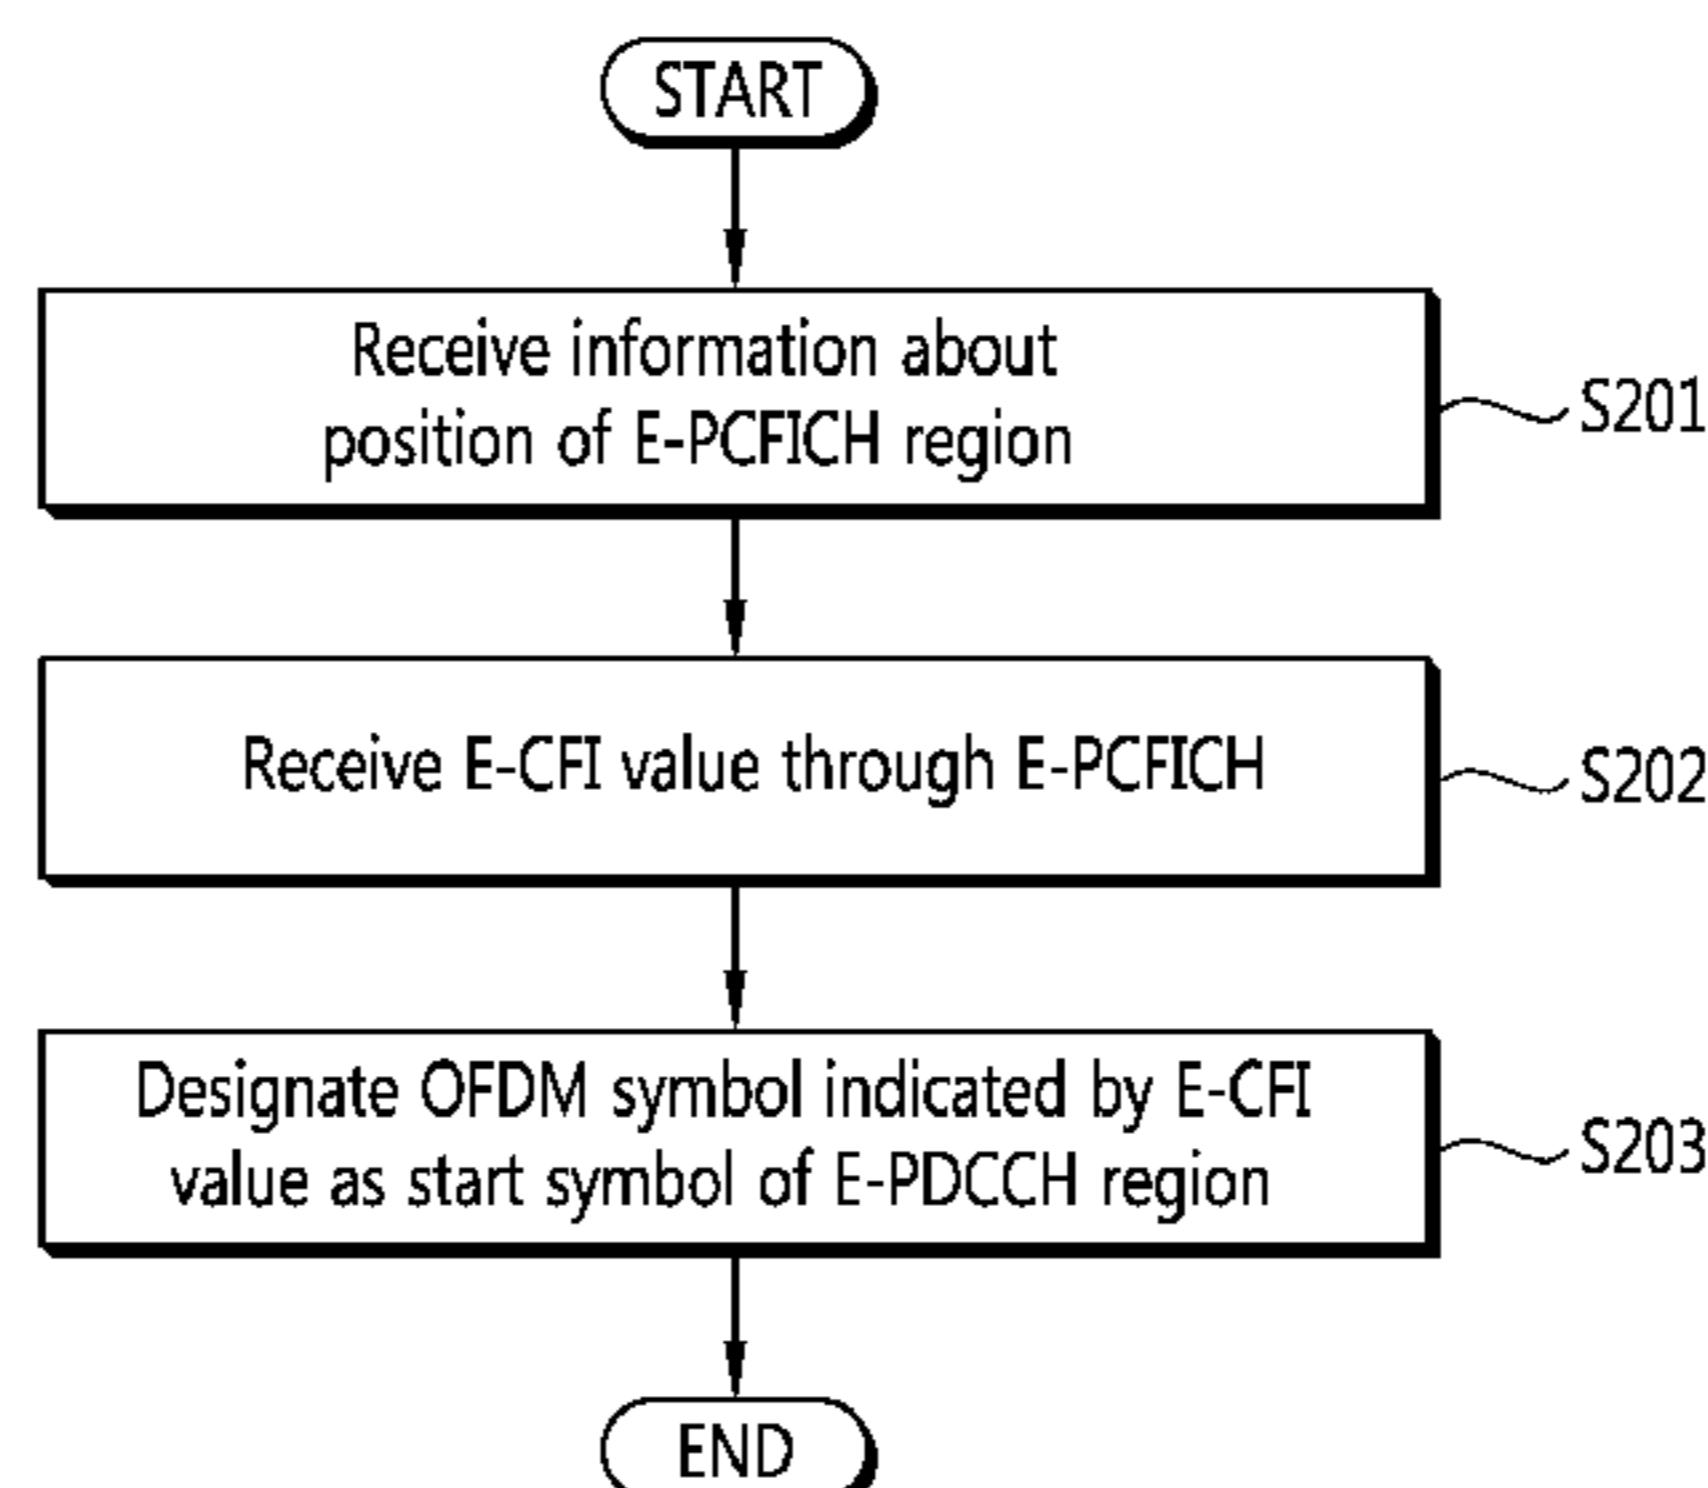 START
Receive information about
position of E-PCFICH region
S201
Receive E-CFI value through E-PCFICH
S202
Designate OFDM symbol indicated by E-CFI
value as start symbol of E-PDCCH region
S203
END